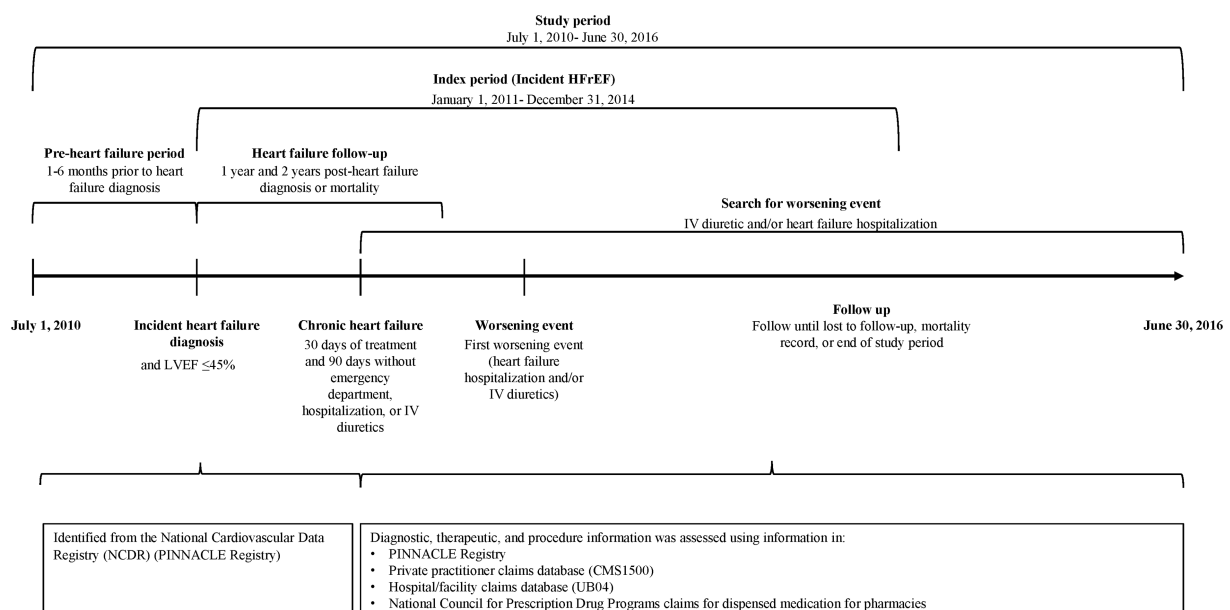 Study period
July 1, 2010- June 30, 2016
Index period (Incident HFrEF)
January 1, 2011- December 31, 2014
Pre-heart failure period
1-6 months prior to heart
failure diagnosis
Heart failure follow-up
1 year and 2 years post-heart failure
diagnosis or mortality
Search for worsening event
IV diuretic and/or heart failure hospitalization
July 1, 2010
Incident heart failure
diagnosis
and LVEF ≤45%
Chronic heart failure
30 days of treatment
and 90 days without
emergency
department,
hospitalization, or IV
diuretics
Worsening event
First worsening event
(heart failure
hospitalization and/or
IV diuretics)
Follow up
Follow until lost to follow-up, mortality
record, or end of study period
June 30, 2016
Identified from the National Cardiovascular Data
Registry (NCDR) (PINNACLE Registry)
Diagnostic, therapeutic, and procedure information was assessed using information in:
• PINNACLE Registry
• Private practitioner claims database (CMS1500)
• Hospital/facility claims database (UB04)
• National Council for Prescription Drug Programs claims for dispensed medication for pharmacies